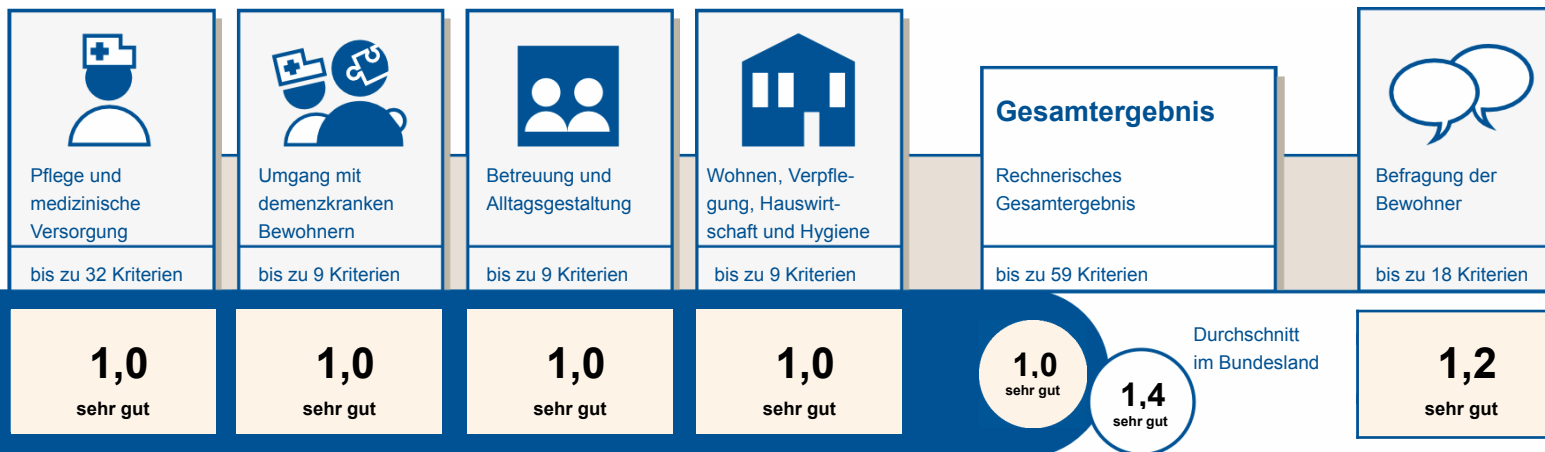 Pflege und
medizinische
Versorgung
bis zu 32 Kriterien
1,0
sehr gut
Umgang mit
demenzkranken
Bewohnern
bis zu 9 Kriterien
1,0
sehr gut
Betreuung und
Alltagsgestaltung
bis zu 9 Kriterien
1,0
sehr gut
Wohnen, Verpfle-
gung, Hauswirt-
schaft und Hygiene
bis zu 9 Kriterien
1,0
sehr gut
Gesamtergebnis
Rechnerisches
Gesamtergebnis
bis zu 59 Kriterien
1,0
sehr gut
Durchschnitt
im Bundesland
1,4
sehr gut
Befragung der
Bewohner
bis zu 18 Kriterien
1,2
sehr gut